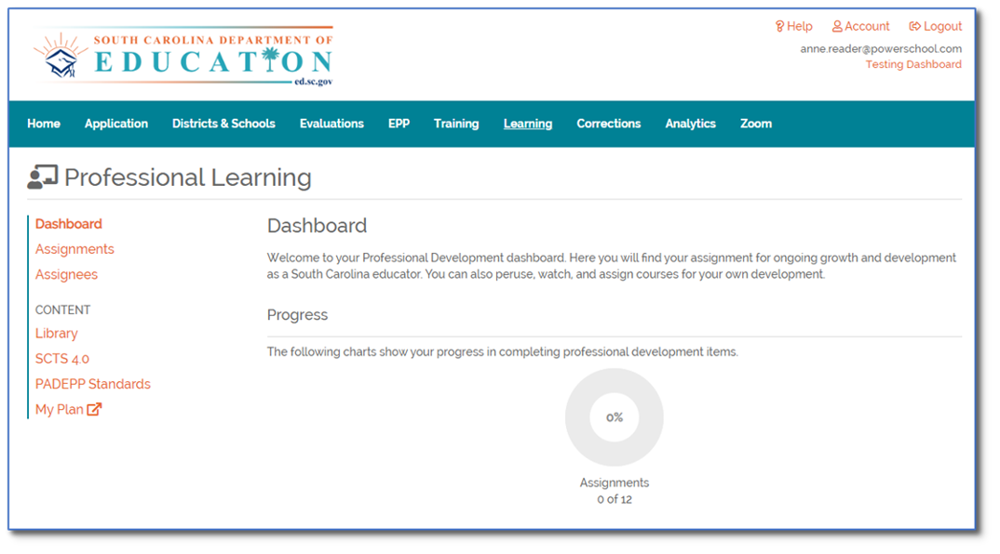 SOUTH CAROLINA DEPARTMENT OF
EDUCATION
ed.sc.gov
Help Account Logout
anne.reader@powerschool.com
Testing Dashboard
Home Application Districts & Schools Evaluations EPP Training Learning Corrections Analytics Zoom
Professional Learning
Dashboard
Assignments
Assignees
CONTENT
Library
SCTS 4.0
PADEPP Standards
My Plan
Dashboard
Welcome to your Professional Development dashboard. Here you will find your assignment for ongoing growth and development
as a South Carolina educator. You can also peruse, watch, and assign courses for your own development.
Progress
The following charts show your progress in completing professional development items.
0%
Assignments
0 of 12